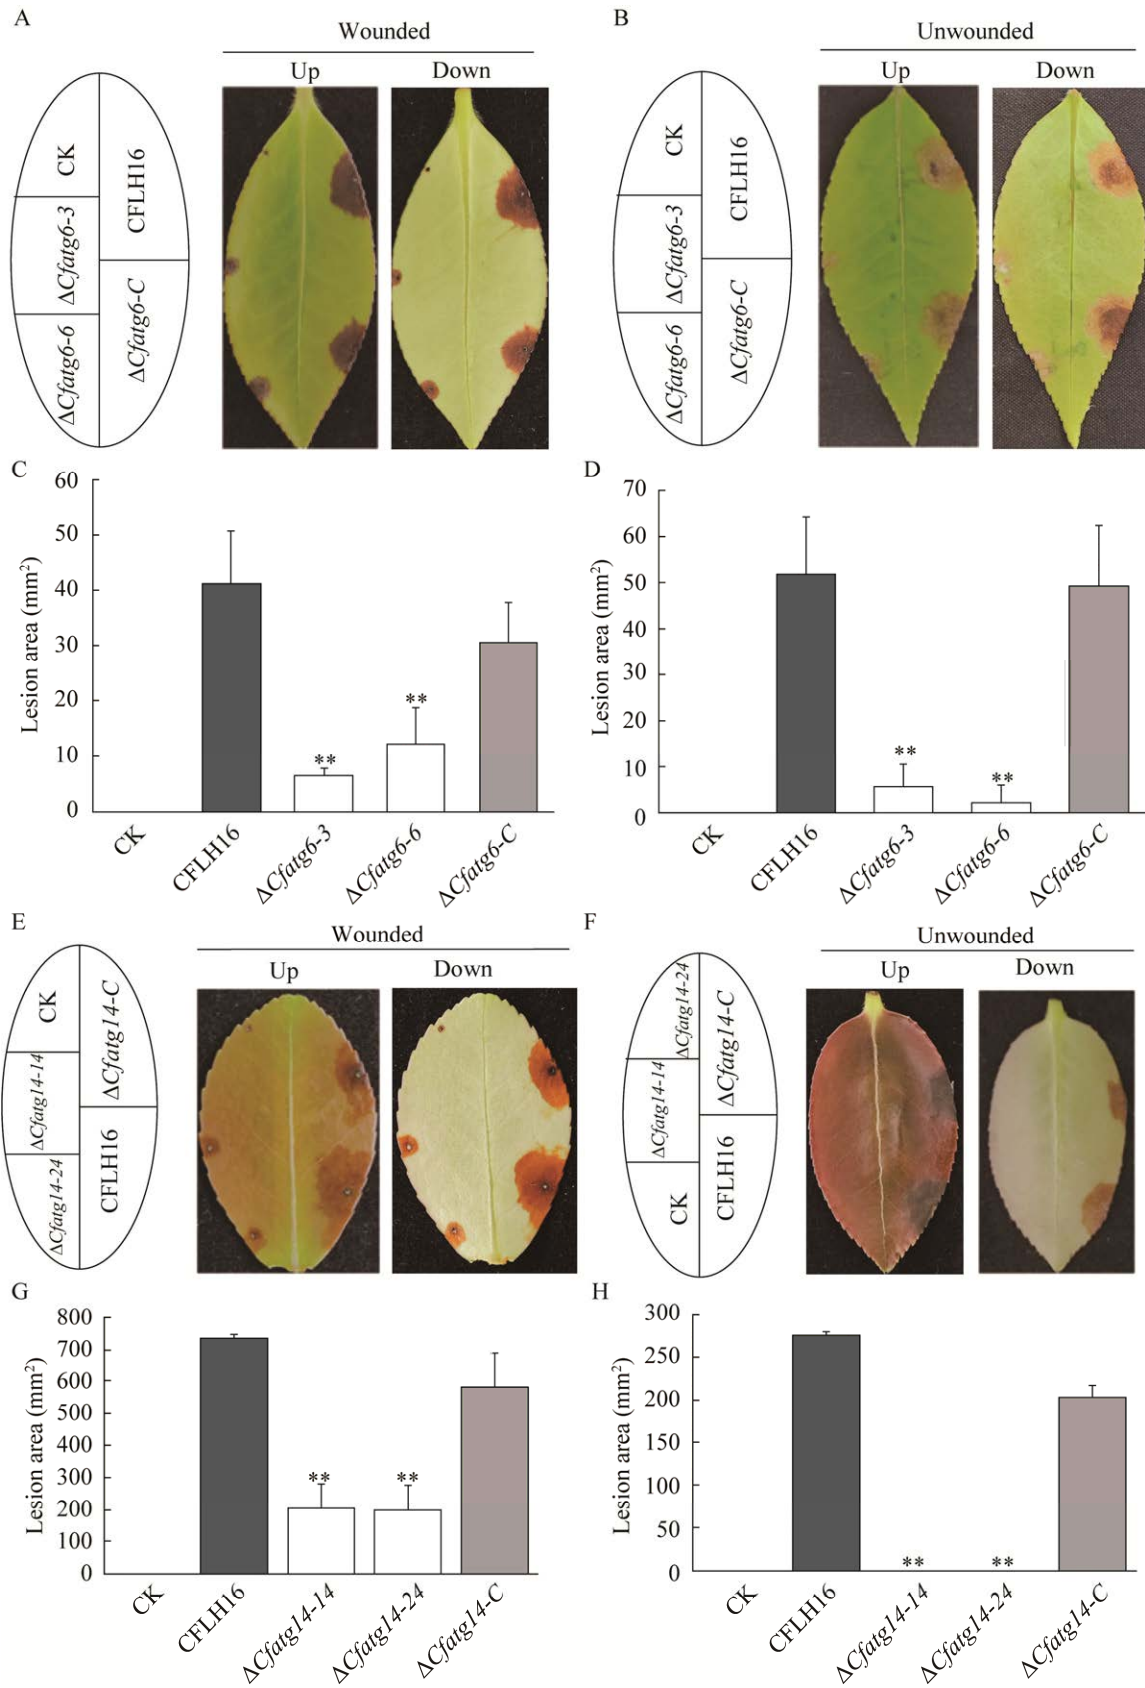 A
Wounded
Up
Down
CK
CFLH16
ΔCfatg6-3
ΔCfatg6-6
ΔCfatg6-C
B
Unwounded
Up
Down
CK
CFLH16
ΔCfatg6-3
ΔCfatg6-6
ΔCfatg6-C
C
Lesion area (mm²)
60
50
40
30
20
10
0
**
**
CK
CFLH16
ΔCfatg6-3
ΔCfatg6-6
ΔCfatg6-C
D
Lesion area (mm²)
70
60
50
40
30
20
10
0
**
**
CK
CFLH16
ΔCfatg6-3
ΔCfatg6-6
ΔCfatg6-C
E
Wounded
Up
Down
CK
ΔCfatg14-C
ΔCfatg14-14
ΔCfatg14-24
CFLH16
F
Unwounded
Up
Down
ΔCfatg14-24
ΔCfatg14-C
ΔCfatg14-14
CK
CFLH16
G
Lesion area (mm²)
800
700
600
500
400
300
200
100
0
**
**
CK
CFLH16
ΔCfatg14-14
ΔCfatg14-24
ΔCfatg14-C
H
Lesion area (mm²)
300
250
200
150
100
50
0
**
**
CK
CFLH16
ΔCfatg14-14
ΔCfatg14-24
ΔCfatg14-C